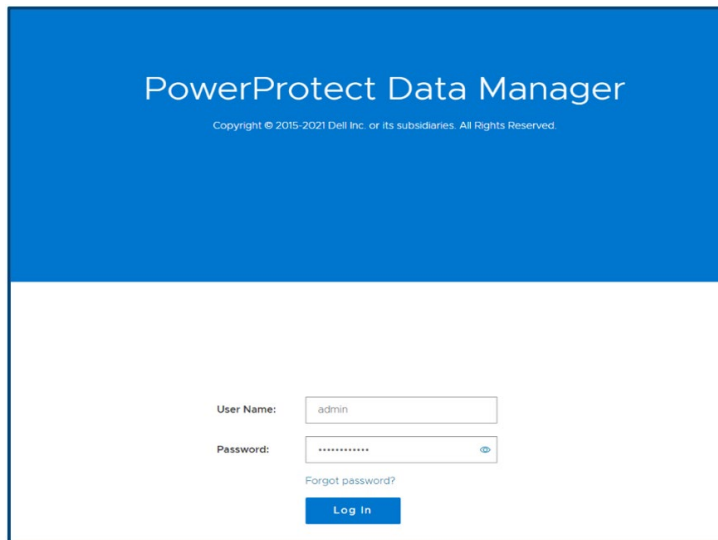 PowerProtect Data Manager
Copyright © 2015-2021 Dell Inc. or its subsidiaries. All Rights Reserved.
User Name: admin
Password: ••••••••••••
Forgot password?
Log In